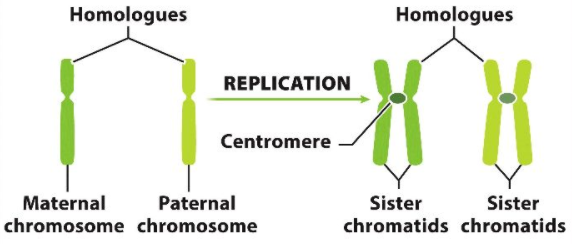 Homologues
Homologues
REPLICATION
Centromere
Maternal chromosome
Paternal chromosome
Sister chromatids
Sister chromatids